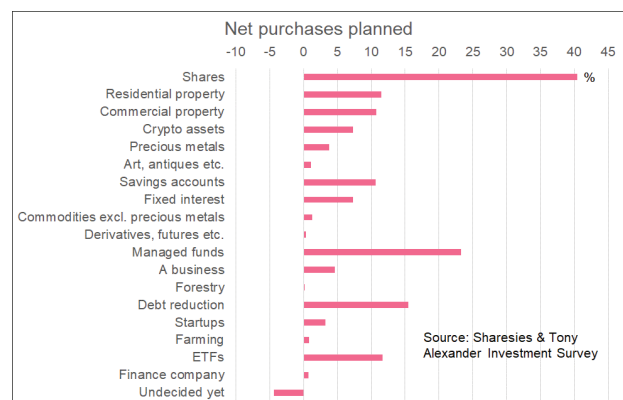 Net purchases planned
-10 -5 0 5 10 15 20 25 30 35 40 45
Shares
%
Residential property
Commercial property
Crypto assets
Precious metals
Art, antiques etc.
Savings accounts
Fixed interest
Commodities excl. precious metals
Derivatives, futures etc.
Managed funds
A business
Forestry
Debt reduction
Startups
Farming
ETFs
Finance company
Undecided yet
Source: Sharesies & Tony
Alexander Investment Survey